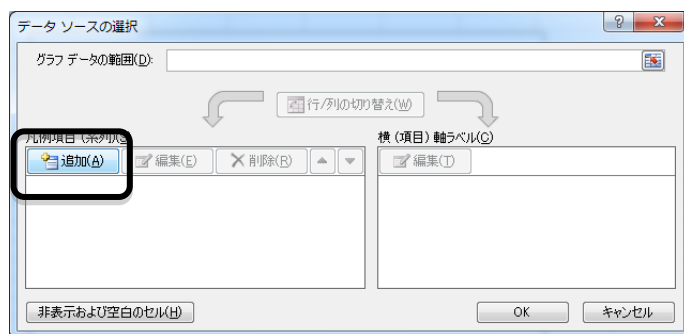 データ ソースの選択
グラフ データの範囲(D):
行/列の切り替え(W)
凡例項目 (系列)(S)
横 (項目) 軸ラベル(C)
追加(A) 編集(E) 削除(R)
編集(T)
非表示および空白のセル(H)
OK キャンセル